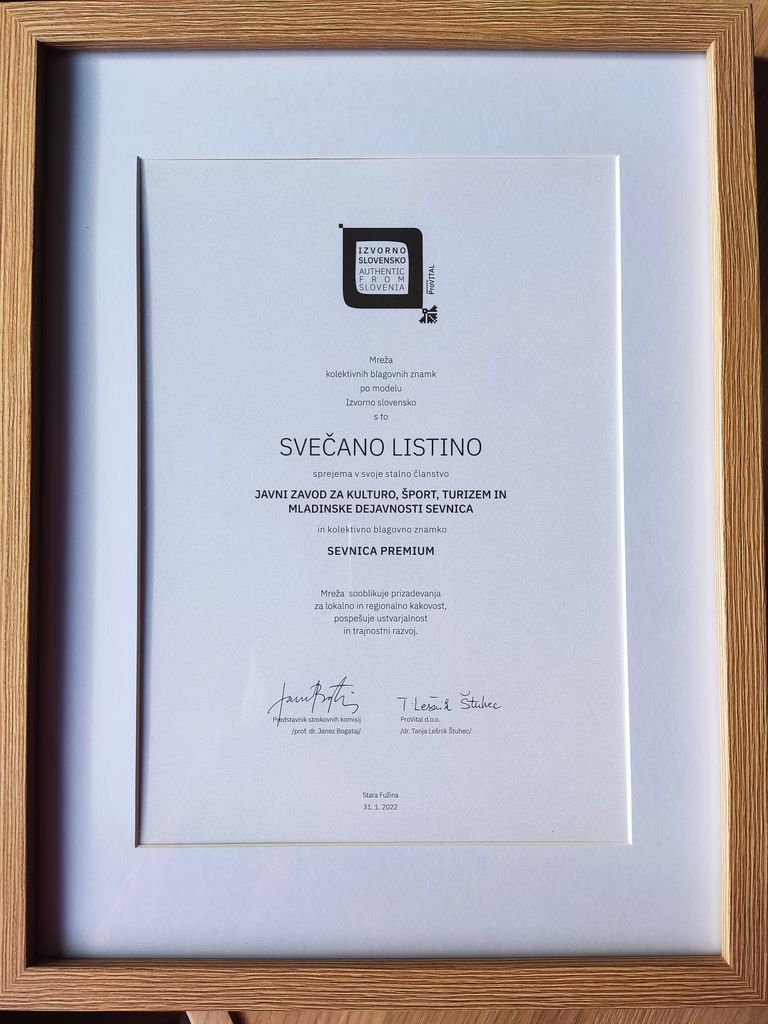 IZVORNO
SLOVENSKO
AUTHENTIC
FROM
SLOVENIA
ProVITAL
Mreža
kolektivnih blagovnih znamk
po modelu
Izvorno slovensko
s to
SVEČANO LISTINO
sprejema v svoje stalno članstvo
JAVNI ZAVOD ZA KULTURO, ŠPORT, TURIZEM IN
MLADINSKE DEJAVNOSTI SEVNICA
in kolektivno blagovno znamko
SEVNICA PREMIUM
Mreža sooblikuje prizadevanja
za lokalno in regionalno kakovost,
pospešuje ustvarjalnost
in trajnostni razvoj.
T. Lešnik Štuhec
Predstavnik strokovnih komisij
/prof. dr. Janez Bogataj/
ProVital d.o.o.
/dr. Tanja Lešnik Štuhec/
Stara Fužina
31. 1. 2022